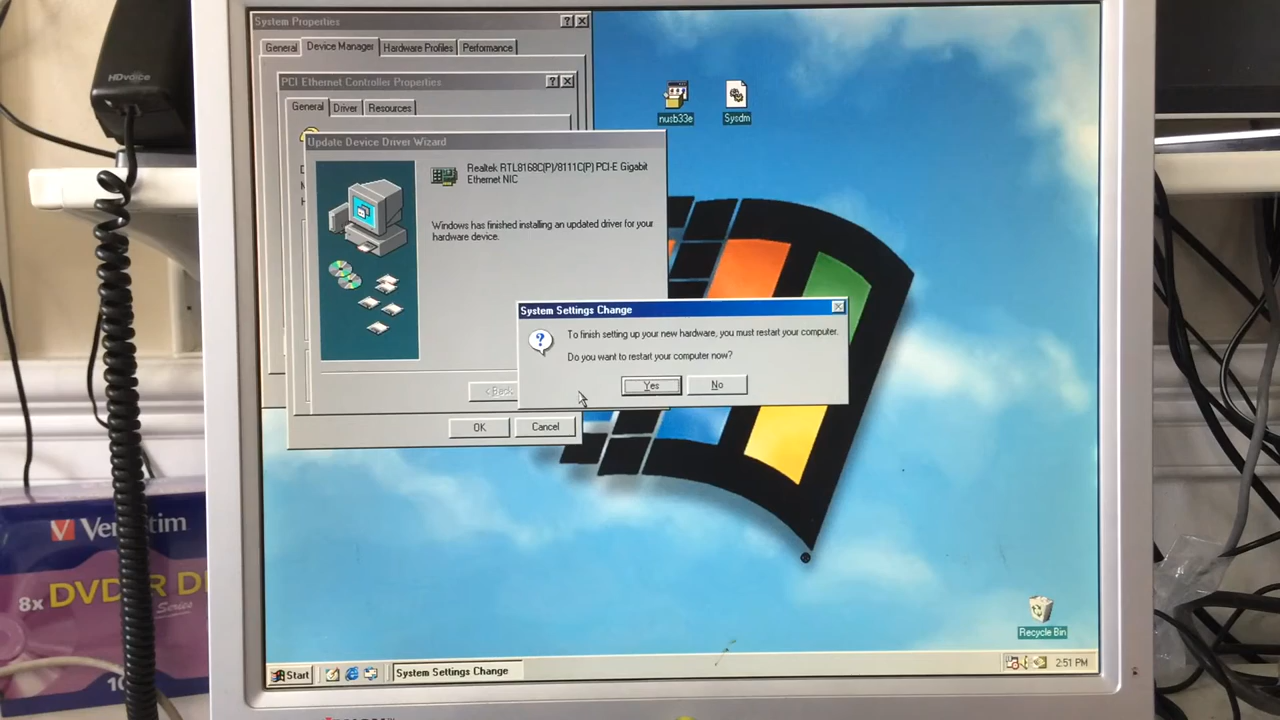 HDvoice
System Properties
General
Device Manager
Hardware Profiles
Performance
PCI Ethernet Controller Properties
General
Driver
Resources
nusb33e
Sysdm
Update Device Driver Wizard
Realtek RTL8168C(P)/8111C(P) PCI-E Gigabit
Ethernet NIC
Windows has finished installing an updated driver for your
hardware device.
System Settings Change
To finish setting up your new hardware, you must restart your computer.
Do you want to restart your computer now?
Yes
No
< Back
OK
Cancel
Verbatim
8x DVD
Series
Recycle Bin
Start
System Settings Change
2:51 PM